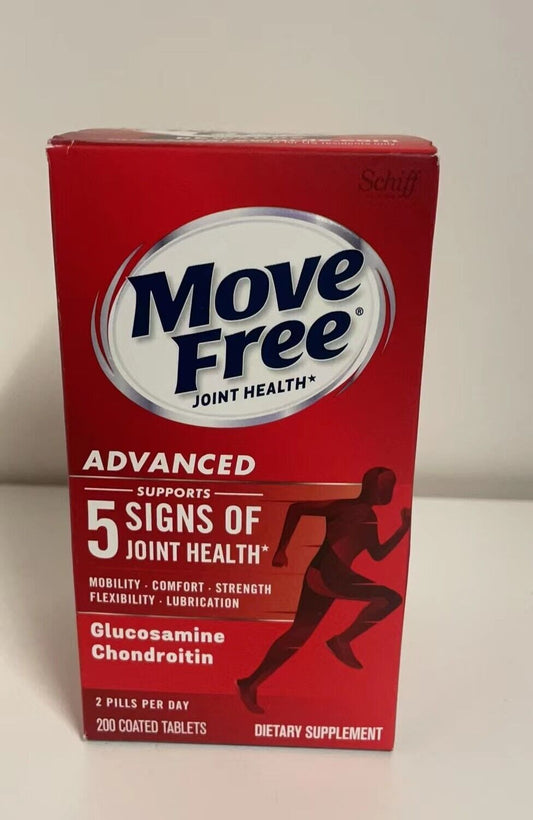 Schiff
Move
Free®
JOINT HEALTH*
ADVANCED
SUPPORTS
5 SIGNS OF
JOINT HEALTH*
MOBILITY · COMFORT · STRENGTH
FLEXIBILITY · LUBRICATION
Glucosamine
Chondroitin
2 PILLS PER DAY
200 COATED TABLETS
DIETARY SUPPLEMENT